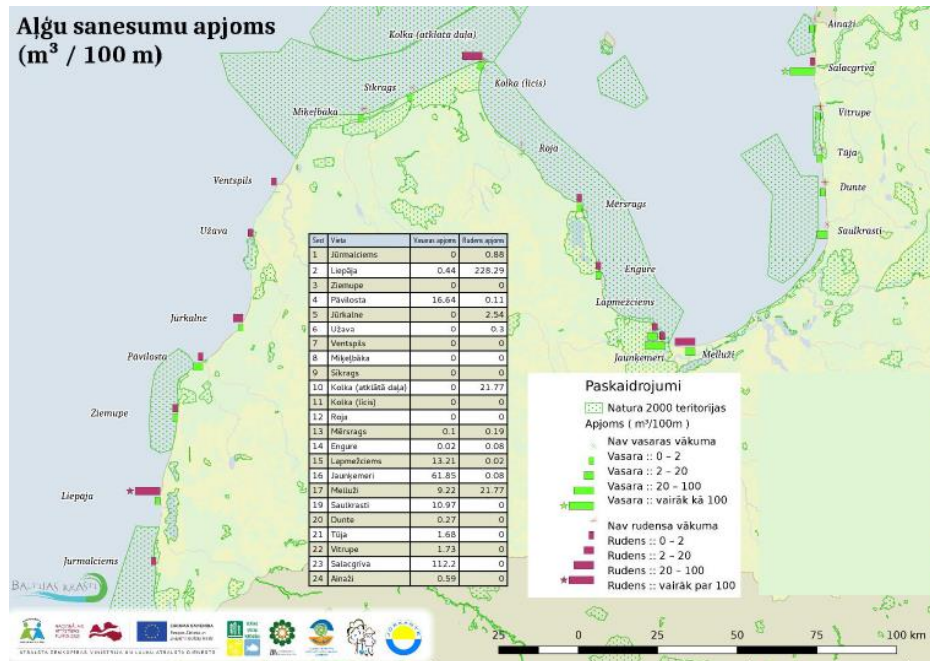 Aļģu sanesumu apjoms
(m³ / 100 m)
Kolka (atklātā daļa)
Ainaži
Salacgrīva
Kolka (līcis)
Sīkrags
Miķeļbāka
Vitrupe
Roja
Tūja
Ventspils
Dunte
Mērsrags
Užava
Saulkrasti
Engure
Lapmežciems
Jūrkalne
Jaunķemeri
Melluži
Pāvilosta
Ziemupe
Liepāja
Jurmalciems
Vieta Vasaras apjoms Rudens apjoms
1 Jūrmalciems 0 0.88
2 Liepāja 0.44 228.29
3 Ziemupe 0 0
4 Pāvilosta 16.64 0.11
5 Jūrkalne 0 2.54
6 Užava 0 0.3
7 Ventspils 0 0
8 Miķeļbāka 0 0
9 Sīkrags 0 0
10 Kolka (atklātā daļa) 0 21.77
11 Kolka (līcis) 0 0
12 Roja 0 0
13 Mērsrags 0.1 0.19
14 Engure 0.02 0.08
15 Lapmežciems 13.21 0.02
16 Jaunķemeri 61.85 0.08
17 Melluži 9.22 21.77
19 Saulkrasti 10.97 0
20 Dunte 0.27 0
21 Tūja 1.68 0
22 Vitrupe 1.73 0
23 Salacgrīva 112.2 0
24 Ainaži 0.59 0
Paskaidrojumi
Natura 2000 teritorijas
Apjoms ( m³/100m )
Nav vasaras vākuma
Vasara :: 0 – 2
Vasara :: 2 – 20
Vasara :: 20 – 100
Vasara :: vairāk kā 100
Nav rudensa vākuma
Rudens :: 0 – 2
Rudens :: 2 – 20
Rudens :: 20 – 100
Rudens :: vairāk par 100
BALTIJAS KRASTI
25 0 25 50 75 100 km